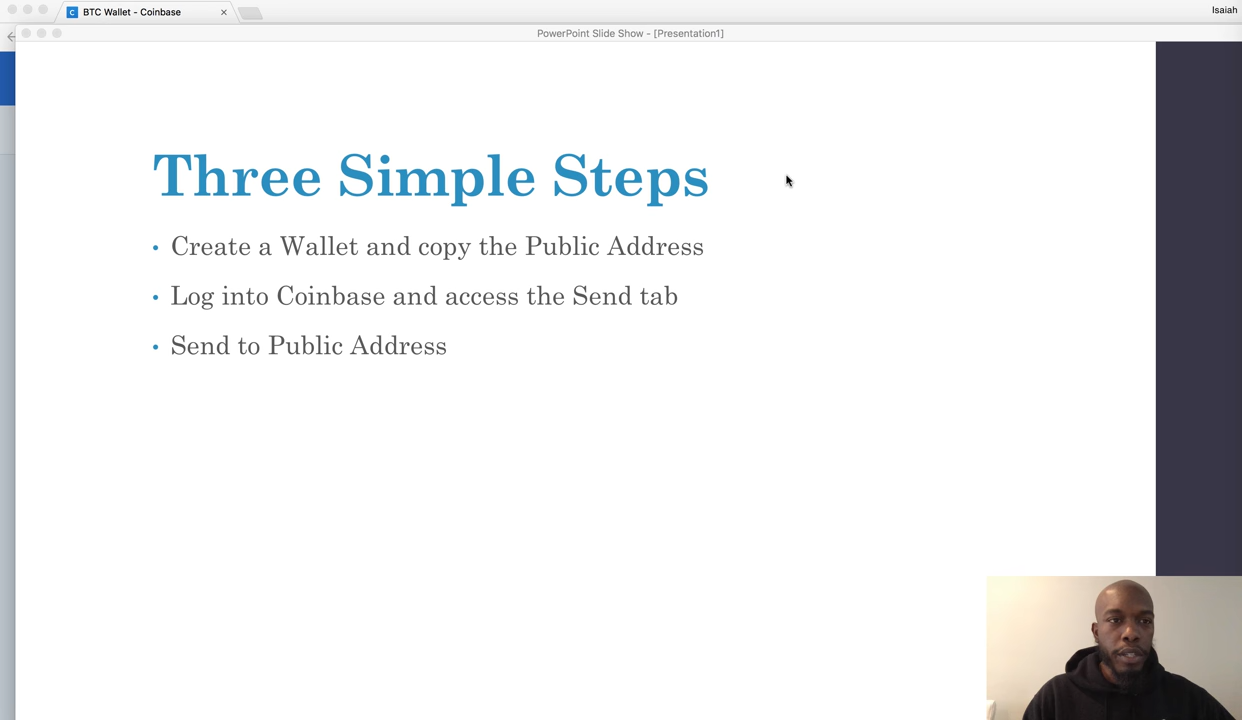 BTC Wallet - Coinbase
Isaiah
PowerPoint Slide Show - [Presentation1]
Three Simple Steps
• Create a Wallet and copy the Public Address
• Log into Coinbase and access the Send tab
• Send to Public Address